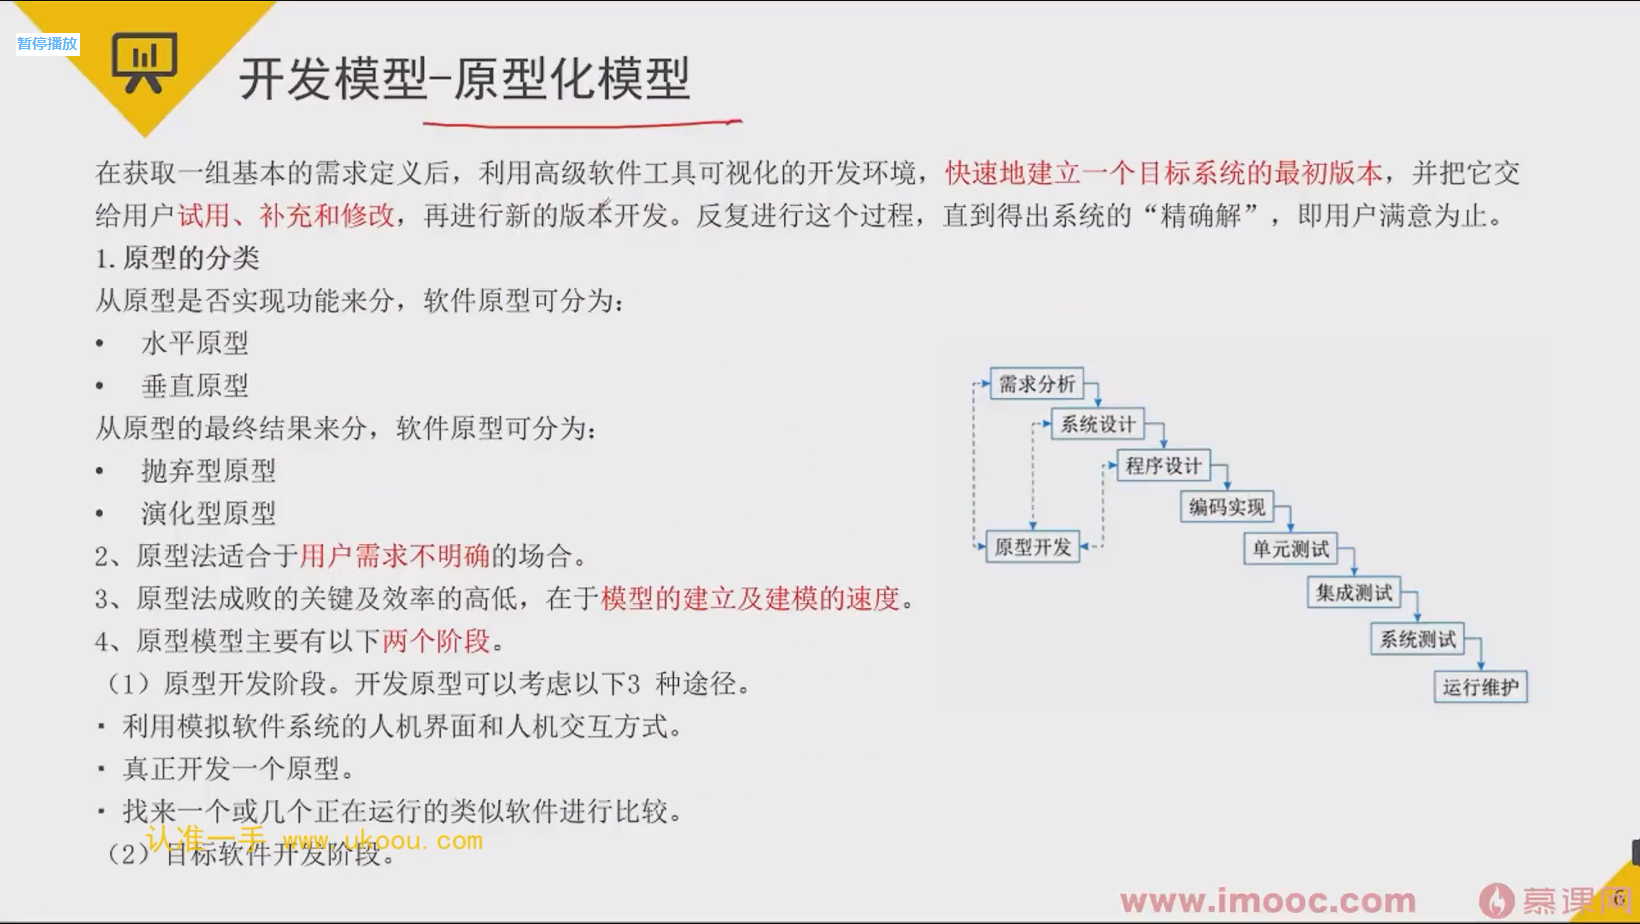 暂停播放
开发模型-原型化模型
在获取一组基本的需求定义后，利用高级软件工具可视化的开发环境，快速地建立一个目标系统的最初版本，并把它交
给用户试用、补充和修改，再进行新的版本开发。反复进行这个过程，直到得出系统的“精确解”，即用户满意为止。
1.原型的分类
从原型是否实现功能来分，软件原型可分为：
• 水平原型
• 垂直原型
从原型的最终结果来分，软件原型可分为：
• 抛弃型原型
• 演化型原型
2、原型法适合于用户需求不明确的场合。
3、原型法成败的关键及效率的高低，在于模型的建立及建模的速度。
4、原型模型主要有以下两个阶段。
（1）原型开发阶段。开发原型可以考虑以下3 种途径。
· 利用模拟软件系统的人机界面和人机交互方式。
· 真正开发一个原型。
· 找来一个或几个正在运行的类似软件进行比较。
认准一手 www.ukoou.com
（2）目标软件开发阶段。
需求分析
系统设计
程序设计
编码实现
原型开发
单元测试
集成测试
系统测试
运行维护
www.imooc.com
慕课网
6